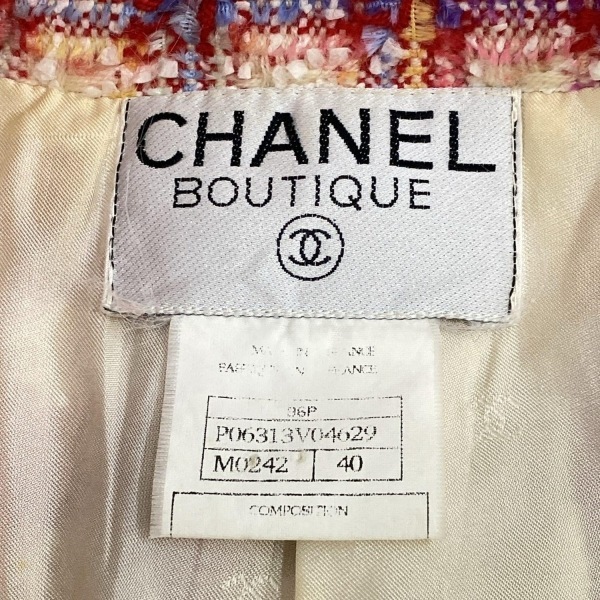 CHANEL
BOUTIQUE
96P
P06313V04629
M0242 40
COMPOSITION